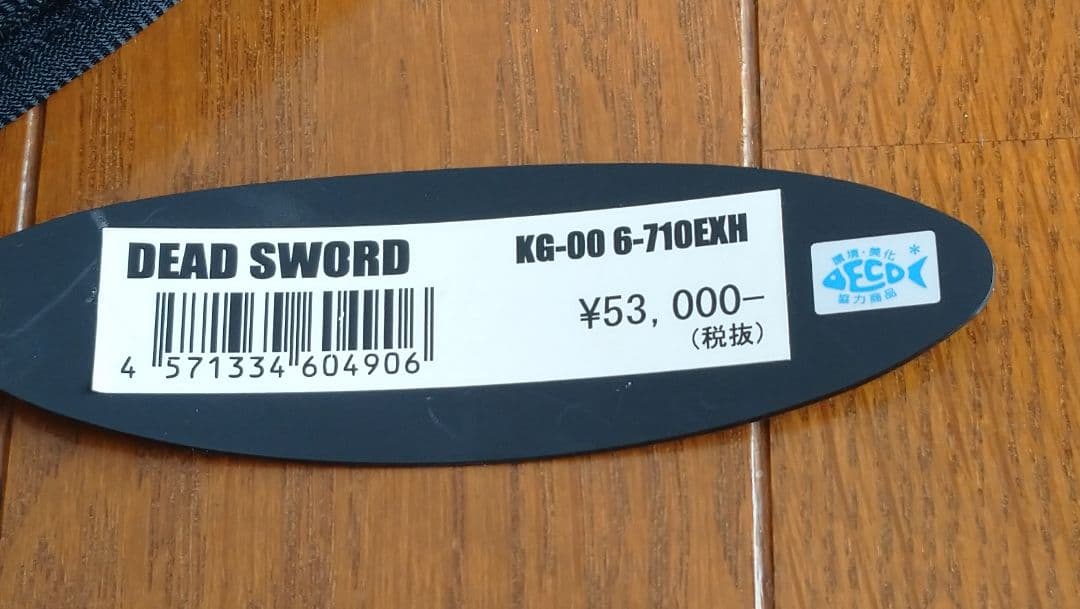 DEAD SWORD
KG-00 6-710EXH
4 571334 604906
¥53, 000-
(税抜)
環境・美化
ECO
協力商品